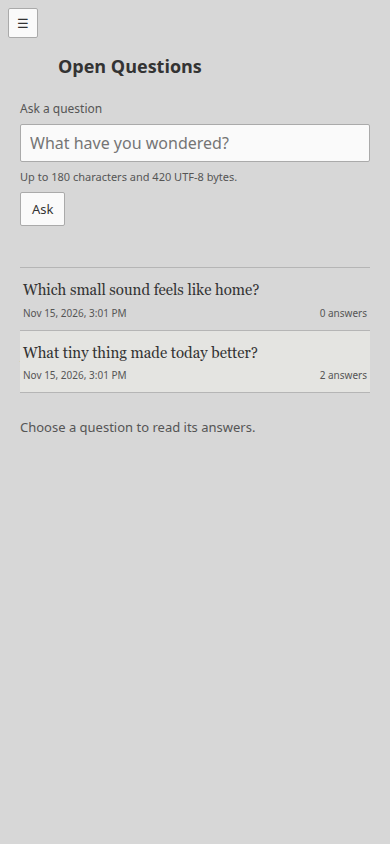 ☰
Open Questions
Ask a question
What have you wondered?
Up to 180 characters and 420 UTF-8 bytes.
Ask
Which small sound feels like home?
Nov 15, 2026, 3:01 PM 0 answers
What tiny thing made today better?
Nov 15, 2026, 3:01 PM 2 answers
Choose a question to read its answers.